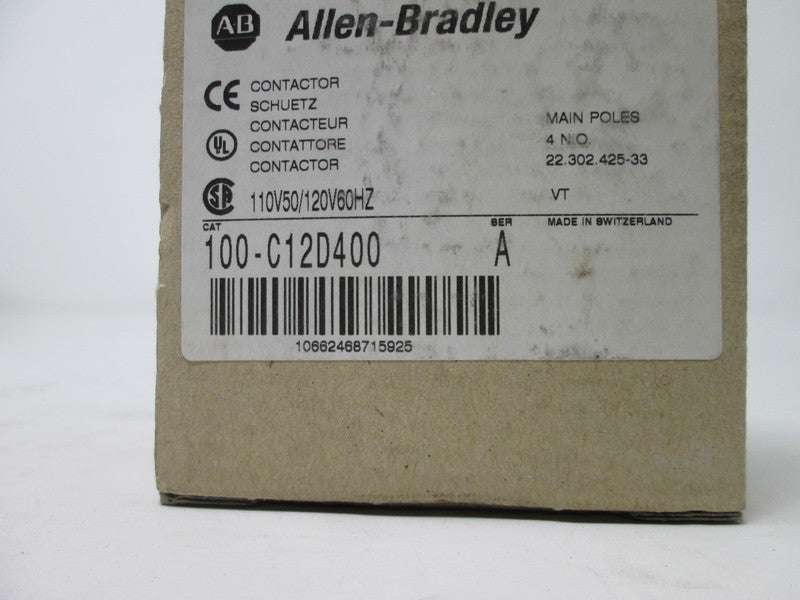 AB Allen-Bradley
CE CONTACTOR
SCHUETZ
CONTACTEUR
UL CONTATTORE
CONTACTOR
MAIN POLES
4 N.O.
22.302.425-33
SA 110V50/120V60HZ
VT
CAT
SER
MADE IN SWITZERLAND
100-C12D400
A
10662468715925